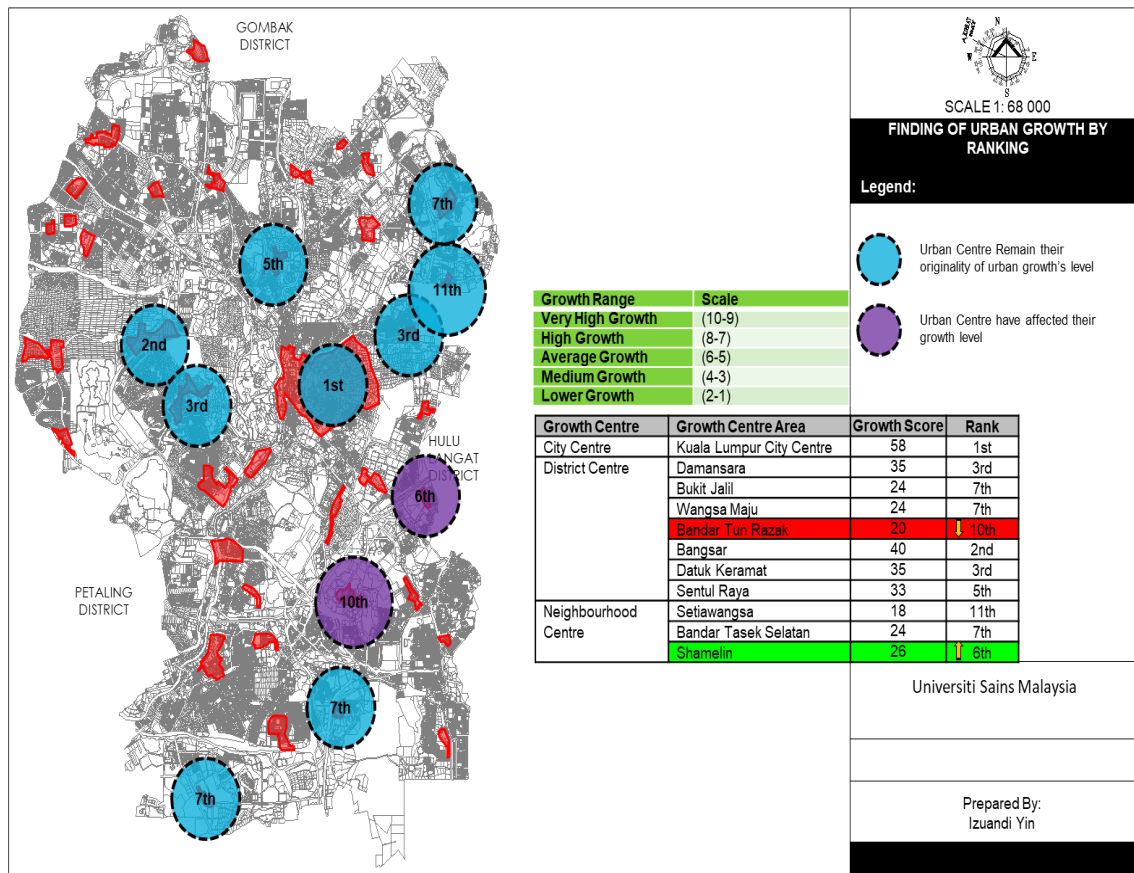 GOMBAK
DISTRICT
7th
5th
11th
3rd
2nd
1st
3rd
HULU
LANGAT
DISTRICT
6th
PETALING
DISTRICT
10th
7th
7th
Growth Range Scale
Very High Growth (10-9)
High Growth (8-7)
Average Growth (6-5)
Medium Growth (4-3)
Lower Growth (2-1)
Growth Centre Growth Centre Area Growth Score Rank
City Centre Kuala Lumpur City Centre 58 1st
District Centre Damansara 35 3rd
Bukit Jalil 24 7th
Wangsa Maju 24 7th
Bandar Tun Razak 20 10th
Bangsar 40 2nd
Datuk Keramat 35 3rd
Sentul Raya 33 5th
Neighbourhood Centre Setiawangsa 18 11th
Bandar Tasek Selatan 24 7th
Shamelin 26 6th
N
E
S
SCALE 1: 68 000
FINDING OF URBAN GROWTH BY
RANKING
Legend:
Urban Centre Remain their
originality of urban growth's level
Urban Centre have affected their
growth level
Universiti Sains Malaysia
Prepared By:
Izuandi Yin